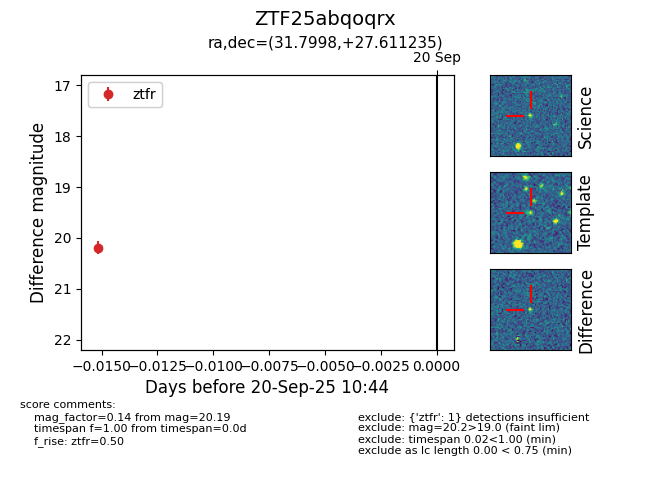 ZTF25abqoqrx
ra,dec=(31.7998,+27.611235)
20 Sep
ztfr
17
18
19
20
21
22
Difference magnitude
−0.0150
−0.0125
−0.0100
−0.0075
−0.0050
−0.0025
0.0000
Days before 20-Sep-25 10:44
Science
Template
Difference
score comments:
mag_factor=0.14 from mag=20.19
timespan f=1.00 from timespan=0.0d
f_rise: ztfr=0.50
exclude: {'ztfr': 1} detections insufficient
exclude: mag=20.2>19.0 (faint lim)
exclude: timespan 0.02<1.00 (min)
exclude as lc length 0.00 < 0.75 (min)